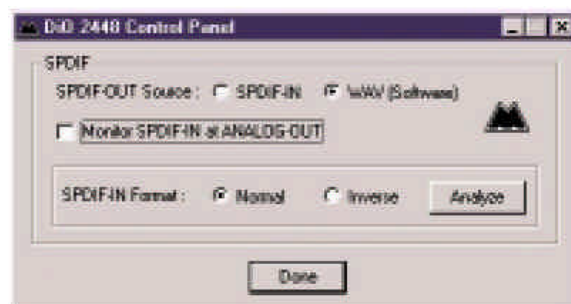 DiO 2448 Control Panel
SPDIF
SPDIF-OUT Source : SPDIF-IN WAV (Software)
Monitor SPDIF-IN at ANALOG-OUT
SPDIF-IN Format : Normal Inverse Analyze
Done